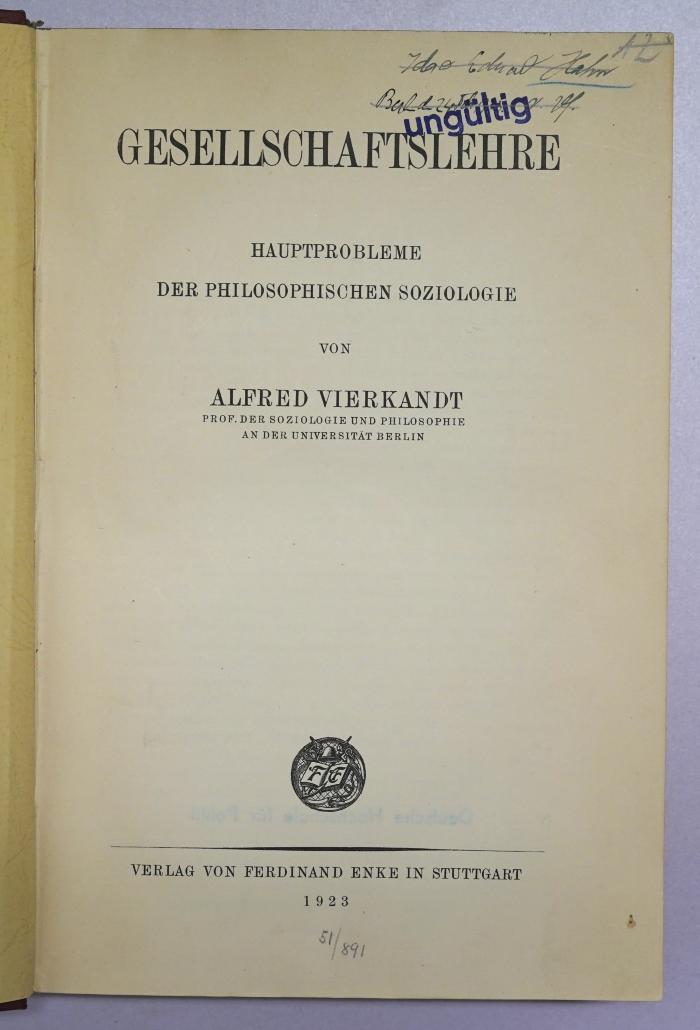 Hahn
ungültig
GESELLSCHAFTSLEHRE
HAUPTPROBLEME
DER PHILOSOPHISCHEN SOZIOLOGIE
VON
ALFRED VIERKANDT
PROF. DER SOZIOLOGIE UND PHILOSOPHIE
AN DER UNIVERSITÄT BERLIN
F E
VERLAG VON FERDINAND ENKE IN STUTTGART
1923
51/891